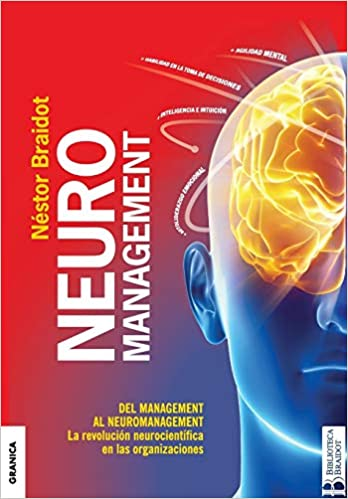 Néstor Braidot
NEURO
MANAGEMENT
AGILIDAD MENTAL
HABILIDAD EN LA TOMA DE DECISIONES
INTELIGENCIA E INTUICIÓN
NEUROLIDERAZGO EMOCIONAL
DEL MANAGEMENT
AL NEUROMANAGEMENT
La revolución neurocientífica
en las organizaciones
GRANICA
BIBLIOTECA
BRAIDOT